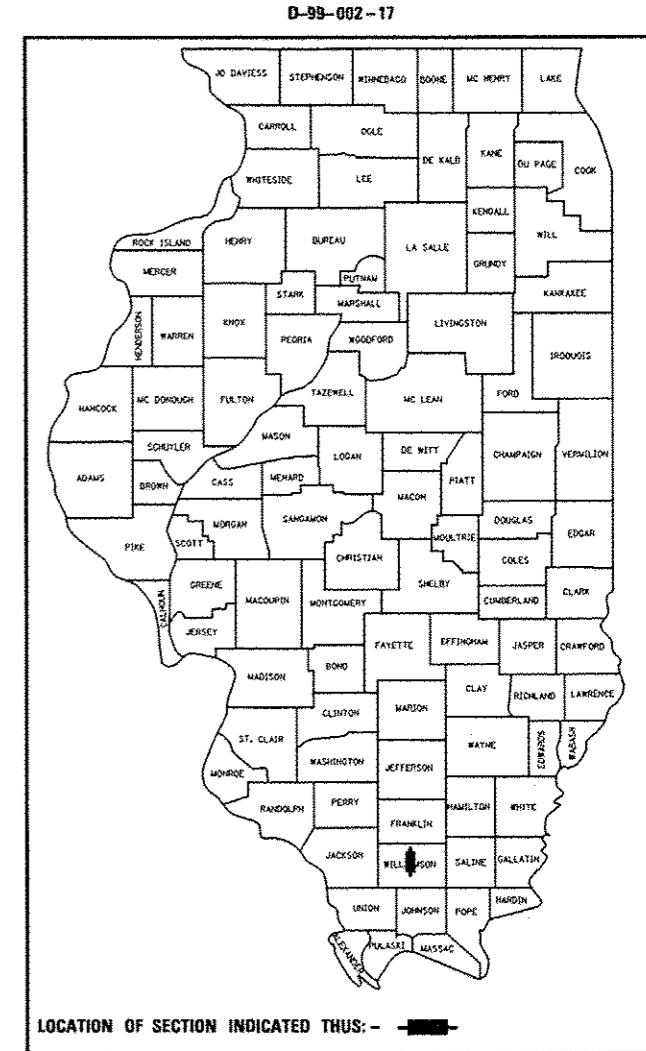 D-99-002-17
JO DAVIESS STEPHENSON WINNEBAGO BOONE MC HENRY LAKE
CARROLL OGLE DE KALB KANE DU PAGE COOK
WHITESIDE LEE
KENDALL WILL
ROCK ISLAND HENRY BUREAU LA SALLE GRUNDY
MERCER PUTNAM KANKAKEE
STARK MARSHALL
HENDERSON WARREN KNOX PEORIA WOODFORD LIVINGSTON IROQUOIS
HANCOCK MC DONOUGH FULTON TAZEWELL MC LEAN FORD
SCHUYLER MASON LOGAN DE WITT CHAMPAIGN VERMILION
ADAMS BROWN CASS MENARD PIATT
MACON
PIKE SCOTT MORGAN SANGAMON CHRISTIAN MOULTRIE DOUGLAS EDGAR
COLES
CALHOUN GREENE MACOUPIN MONTGOMERY SHELBY CUMBERLAND CLARK
JERSEY FAYETTE EFFINGHAM JASPER CRAWFORD
MADISON BOND CLAY RICHLAND LAWRENCE
CLINTON MARION
ST. CLAIR WASHINGTON JEFFERSON WAYNE EDWARDS WABASH
MONROE
RANDOLPH PERRY FRANKLIN HAMILTON WHITE
JACKSON SALINE GALLATIN
UNION JOHNSON POPE HARDIN
ALEXANDER PULASKI MASSAC
LOCATION OF SECTION INDICATED THUS: -